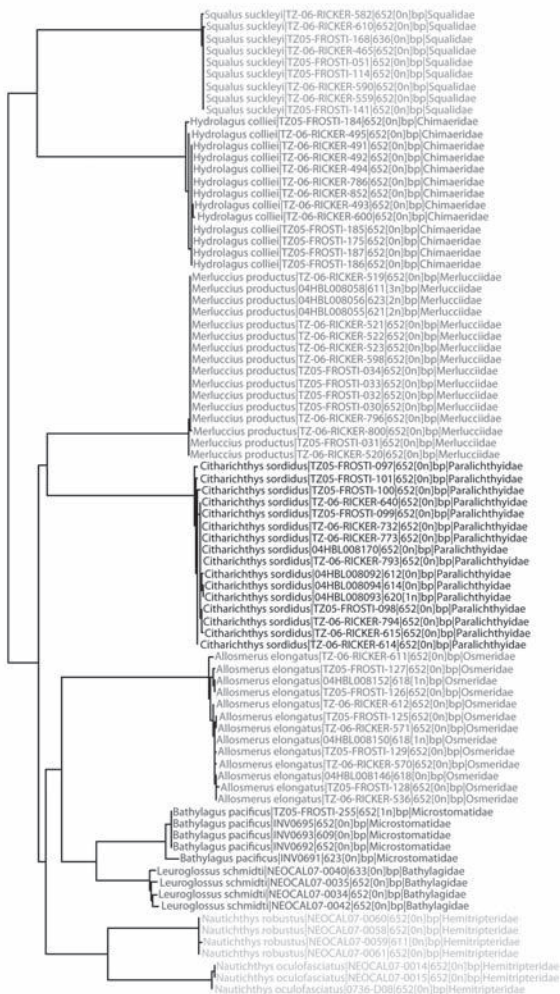 Squalus suckleyi|TZ-06-RICKER-582|652[0n]bp|Squalidae
Squalus suckleyi|TZ-06-RICKER-610|652[0n]bp|Squalidae
Squalus suckleyi|TZ05-FROSTI-168|636[0n]bp|Squalidae
Squalus suckleyi|TZ-06-RICKER-465|652[0n]bp|Squalidae
Squalus suckleyi|TZ05-FROSTI-051|652[0n]bp|Squalidae
Squalus suckleyi|TZ05-FROSTI-114|652[0n]bp|Squalidae
Squalus suckleyi|TZ-06-RICKER-590|652[0n]bp|Squalidae
Squalus suckleyi|TZ-06-RICKER-559|652[0n]bp|Squalidae
Squalus suckleyi|TZ05-FROSTI-141|652[0n]bp|Squalidae
Hydrolagus colliei|TZ05-FROSTI-184|652[0n]bp|Chimaeridae
Hydrolagus colliei|TZ-06-RICKER-495|652[0n]bp|Chimaeridae
Hydrolagus colliei|TZ-06-RICKER-491|652[0n]bp|Chimaeridae
Hydrolagus colliei|TZ-06-RICKER-492|652[0n]bp|Chimaeridae
Hydrolagus colliei|TZ-06-RICKER-494|652[0n]bp|Chimaeridae
Hydrolagus colliei|TZ-06-RICKER-786|652[0n]bp|Chimaeridae
Hydrolagus colliei|TZ-06-RICKER-852|652[0n]bp|Chimaeridae
Hydrolagus colliei|TZ-06-RICKER-493|652[0n]bp|Chimaeridae
Hydrolagus colliei|TZ-06-RICKER-600|652[0n]bp|Chimaeridae
Hydrolagus colliei|TZ05-FROSTI-185|652[0n]bp|Chimaeridae
Hydrolagus colliei|TZ05-FROSTI-175|652[0n]bp|Chimaeridae
Hydrolagus colliei|TZ05-FROSTI-187|652[0n]bp|Chimaeridae
Hydrolagus colliei|TZ05-FROSTI-186|652[0n]bp|Chimaeridae
Merluccius productus|TZ-06-RICKER-519|652[0n]bp|Merlucciidae
Merluccius productus|04HBL008058|611[3n]bp|Merlucciidae
Merluccius productus|04HBL008056|623[2n]bp|Merlucciidae
Merluccius productus|04HBL008055|621[2n]bp|Merlucciidae
Merluccius productus|TZ-06-RICKER-521|652[0n]bp|Merlucciidae
Merluccius productus|TZ-06-RICKER-522|652[0n]bp|Merlucciidae
Merluccius productus|TZ-06-RICKER-523|652[0n]bp|Merlucciidae
Merluccius productus|TZ-06-RICKER-598|652[0n]bp|Merlucciidae
Merluccius productus|TZ05-FROSTI-034|652[0n]bp|Merlucciidae
Merluccius productus|TZ05-FROSTI-033|652[0n]bp|Merlucciidae
Merluccius productus|TZ05-FROSTI-032|652[0n]bp|Merlucciidae
Merluccius productus|TZ05-FROSTI-030|652[0n]bp|Merlucciidae
Merluccius productus|TZ-06-RICKER-796|652[0n]bp|Merlucciidae
Merluccius productus|TZ-06-RICKER-800|652[0n]bp|Merlucciidae
Merluccius productus|TZ05-FROSTI-031|652[0n]bp|Merlucciidae
Merluccius productus|TZ-06-RICKER-520|652[0n]bp|Merlucciidae
Citharichthys sordidus|TZ05-FROSTI-097|652[0n]bp|Paralichthyidae
Citharichthys sordidus|TZ05-FROSTI-101|652[0n]bp|Paralichthyidae
Citharichthys sordidus|TZ05-FROSTI-100|652[0n]bp|Paralichthyidae
Citharichthys sordidus|TZ-06-RICKER-640|652[0n]bp|Paralichthyidae
Citharichthys sordidus|TZ05-FROSTI-099|652[0n]bp|Paralichthyidae
Citharichthys sordidus|TZ-06-RICKER-732|652[0n]bp|Paralichthyidae
Citharichthys sordidus|TZ-06-RICKER-773|652[0n]bp|Paralichthyidae
Citharichthys sordidus|04HBL008170|652[0n]bp|Paralichthyidae
Citharichthys sordidus|TZ-06-RICKER-793|652[0n]bp|Paralichthyidae
Citharichthys sordidus|04HBL008092|612[0n]bp|Paralichthyidae
Citharichthys sordidus|04HBL008094|614[0n]bp|Paralichthyidae
Citharichthys sordidus|04HBL008093|620[1n]bp|Paralichthyidae
Citharichthys sordidus|TZ05-FROSTI-098|652[0n]bp|Paralichthyidae
Citharichthys sordidus|TZ-06-RICKER-794|652[0n]bp|Paralichthyidae
Citharichthys sordidus|TZ-06-RICKER-615|652[0n]bp|Paralichthyidae
Citharichthys sordidus|TZ-06-RICKER-614|652[0n]bp|Paralichthyidae
Allosmerus elongatus|TZ-06-RICKER-611|652[0n]bp|Osmeridae
Allosmerus elongatus|TZ05-FROSTI-127|652[0n]bp|Osmeridae
Allosmerus elongatus|04HBL008152|618[1n]bp|Osmeridae
Allosmerus elongatus|TZ05-FROSTI-126|652[0n]bp|Osmeridae
Allosmerus elongatus|TZ-06-RICKER-612|652[0n]bp|Osmeridae
Allosmerus elongatus|TZ05-FROSTI-125|652[0n]bp|Osmeridae
Allosmerus elongatus|TZ-06-RICKER-571|652[0n]bp|Osmeridae
Allosmerus elongatus|04HBL008150|618[1n]bp|Osmeridae
Allosmerus elongatus|TZ05-FROSTI-129|652[0n]bp|Osmeridae
Allosmerus elongatus|TZ-06-RICKER-570|652[0n]bp|Osmeridae
Allosmerus elongatus|04HBL008146|618[0n]bp|Osmeridae
Allosmerus elongatus|TZ05-FROSTI-128|652[0n]bp|Osmeridae
Allosmerus elongatus|TZ-06-RICKER-536|652[0n]bp|Osmeridae
Bathylagus pacificus|TZ05-FROSTI-255|652[1n]bp|Microstomatidae
Bathylagus pacificus|INV0695|652[0n]bp|Microstomatidae
Bathylagus pacificus|INV0693|609[0n]bp|Microstomatidae
Bathylagus pacificus|INV0692|652[0n]bp|Microstomatidae
Bathylagus pacificus|INV0691|623[0n]bp|Microstomatidae
Leuroglossus schmidti|NEOCAL07-0040|633[0n]bp|Bathylagidae
Leuroglossus schmidti|NEOCAL07-0035|652[0n]bp|Bathylagidae
Leuroglossus schmidti|NEOCAL07-0034|652[0n]bp|Bathylagidae
Leuroglossus schmidti|NEOCAL07-0042|652[0n]bp|Bathylagidae
Nautichthys robustus|NEOCAL07-0060|652[0n]bp|Hemitripteridae
Nautichthys robustus|NEOCAL07-0058|652[0n]bp|Hemitripteridae
Nautichthys robustus|NEOCAL07-0059|611[0n]bp|Hemitripteridae
Nautichthys robustus|NEOCAL07-0061|652[0n]bp|Hemitripteridae
Nautichthys oculofasciatus|NEOCAL07-0014|652[0n]bp|Hemitripteridae
Nautichthys oculofasciatus|NEOCAL07-0015|652[0n]bp|Hemitripteridae
Nautichthys oculofasciatus|0736-D08|652[0n]bp|Hemitripteridae